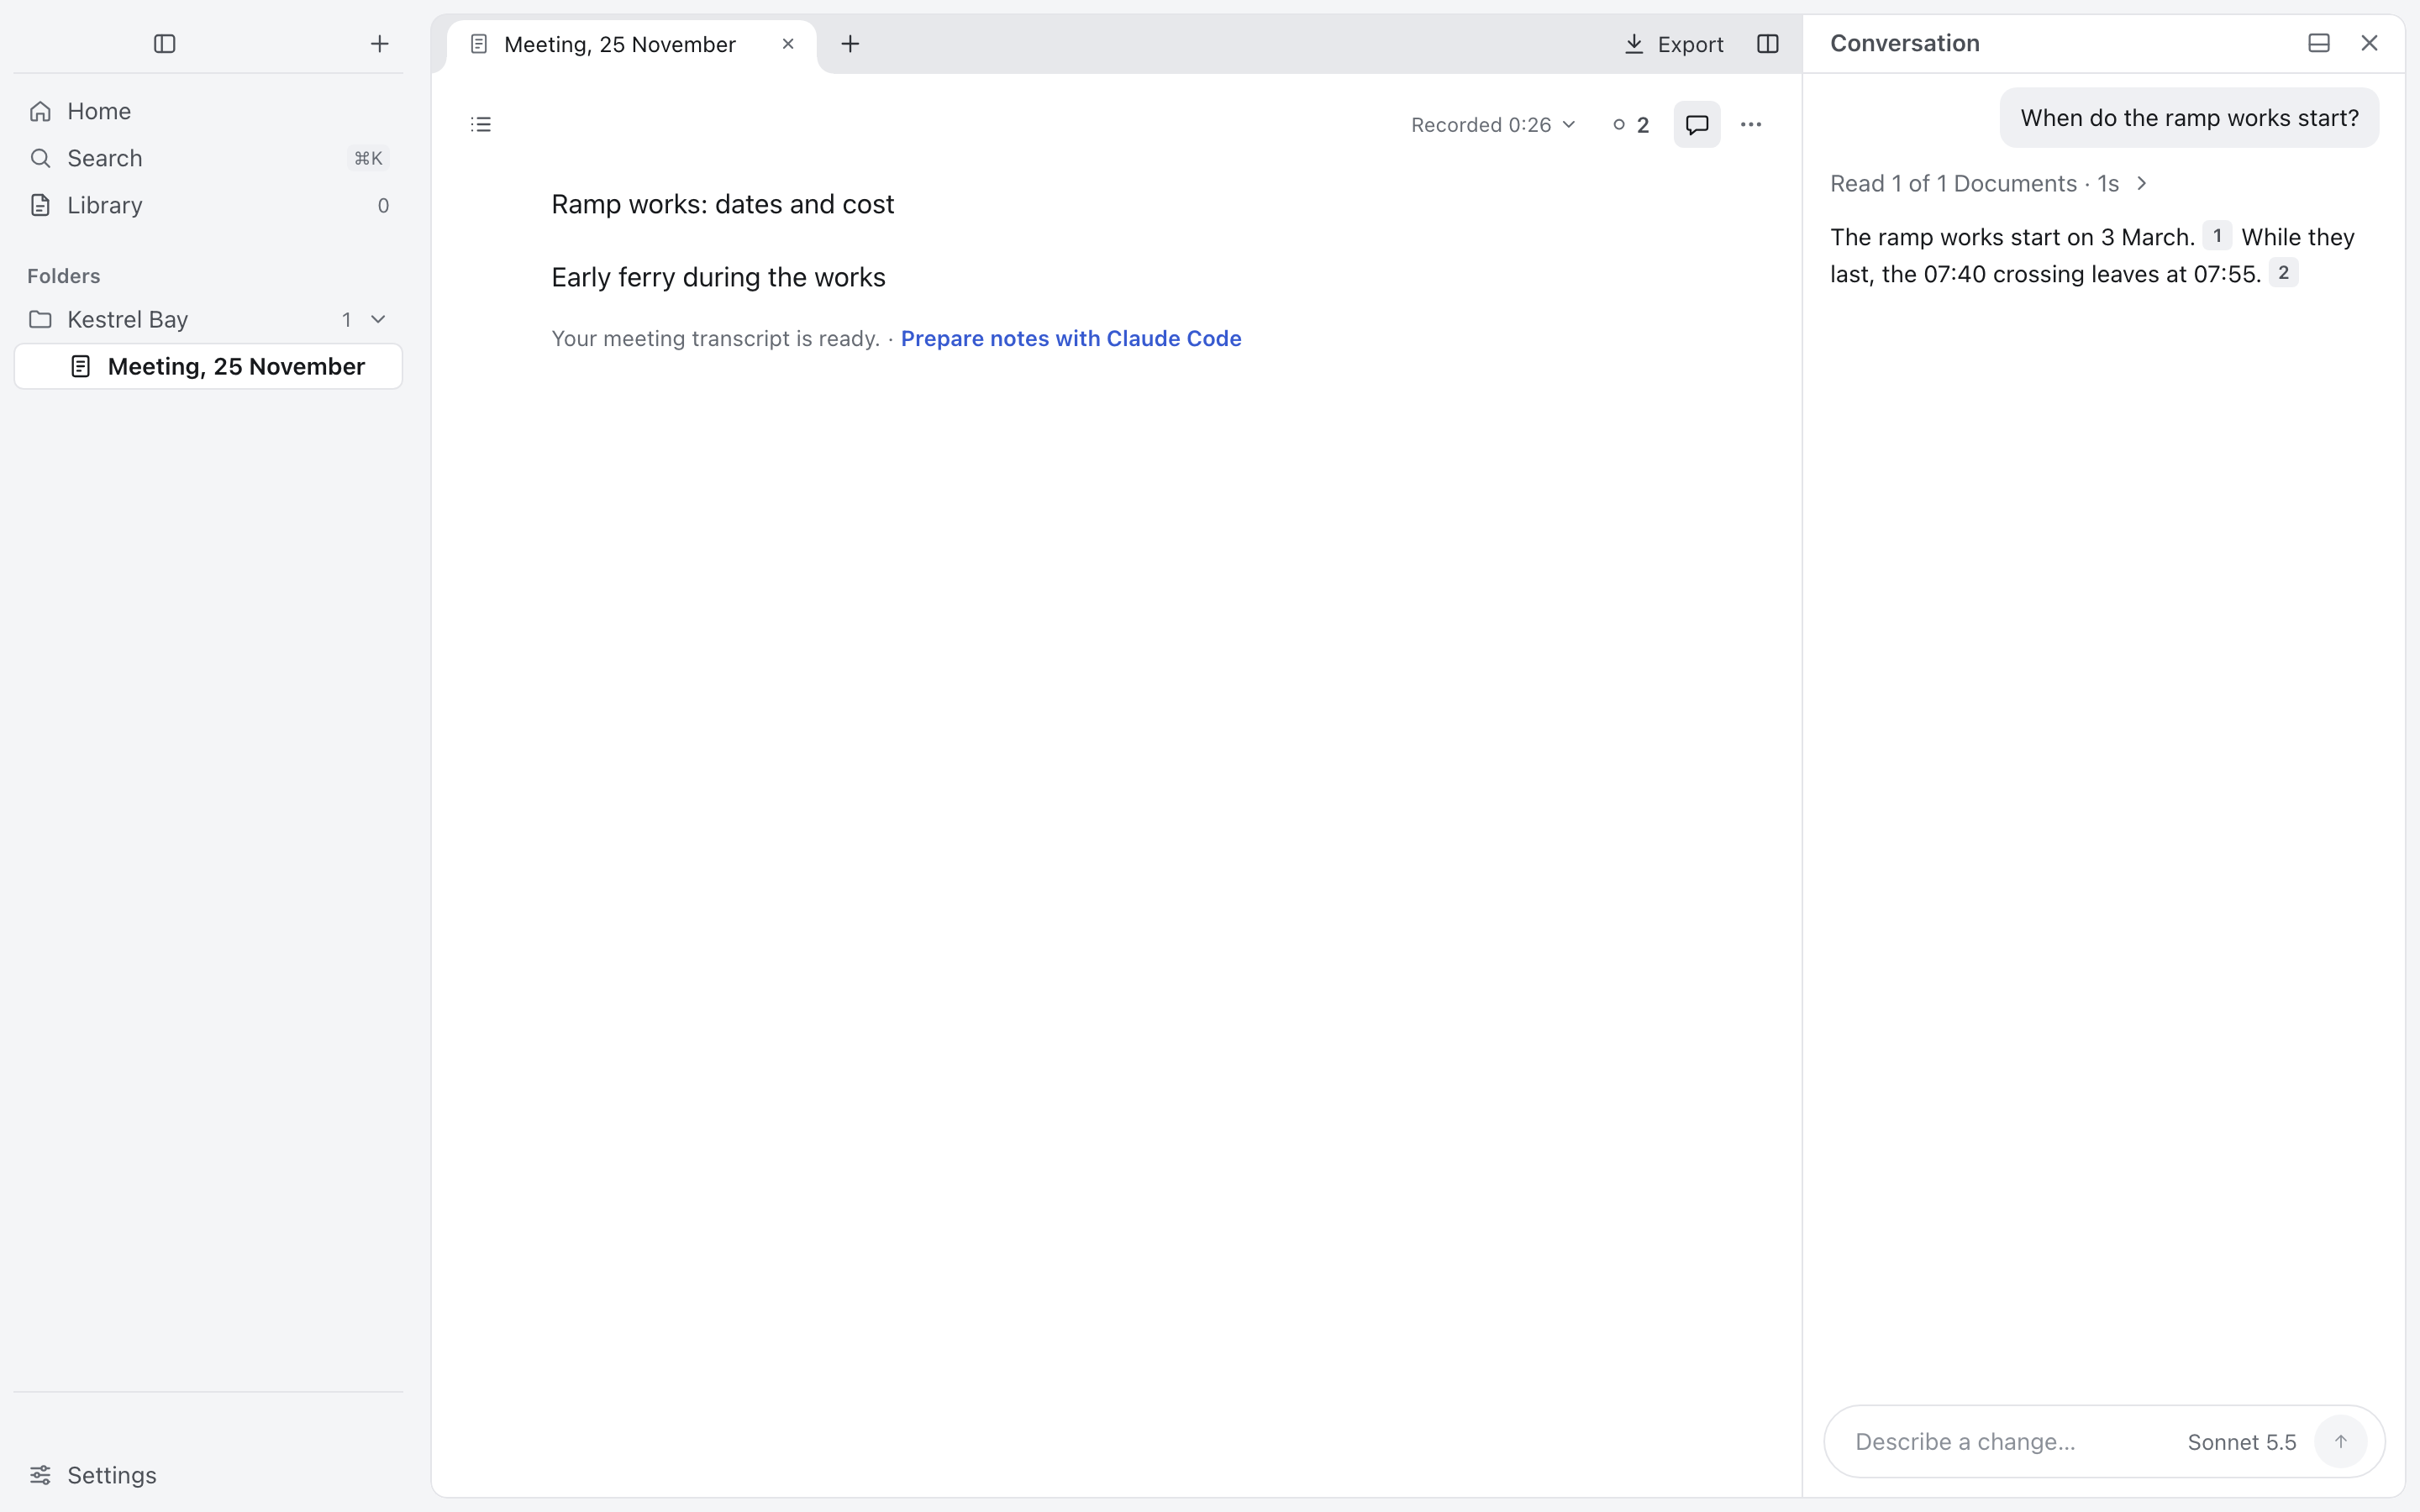 Home
Search ⌘K
Library 0
Folders
Kestrel Bay 1
Meeting, 25 November
Settings
Meeting, 25 November
Export
Recorded 0:26
2
Ramp works: dates and cost
Early ferry during the works
Your meeting transcript is ready. · Prepare notes with Claude Code
Conversation
When do the ramp works start?
Read 1 of 1 Documents · 1s
The ramp works start on 3 March. 1 While they
last, the 07:40 crossing leaves at 07:55. 2
Describe a change...
Sonnet 5.5